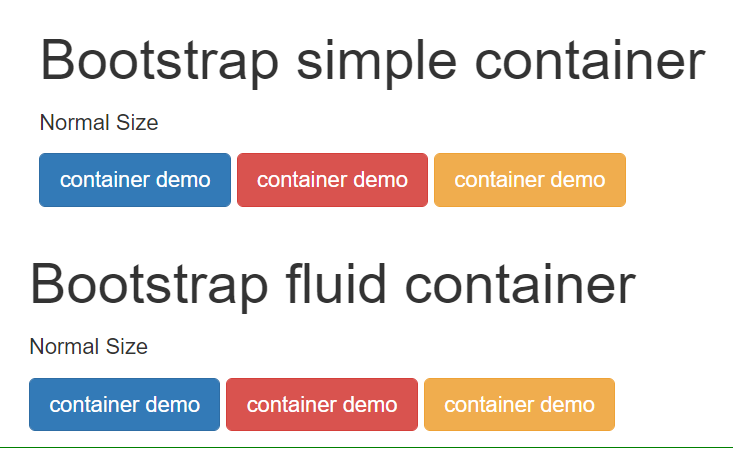 Bootstrap simple container
Normal Size
container demo container demo container demo
Bootstrap fluid container
Normal Size
container demo container demo container demo